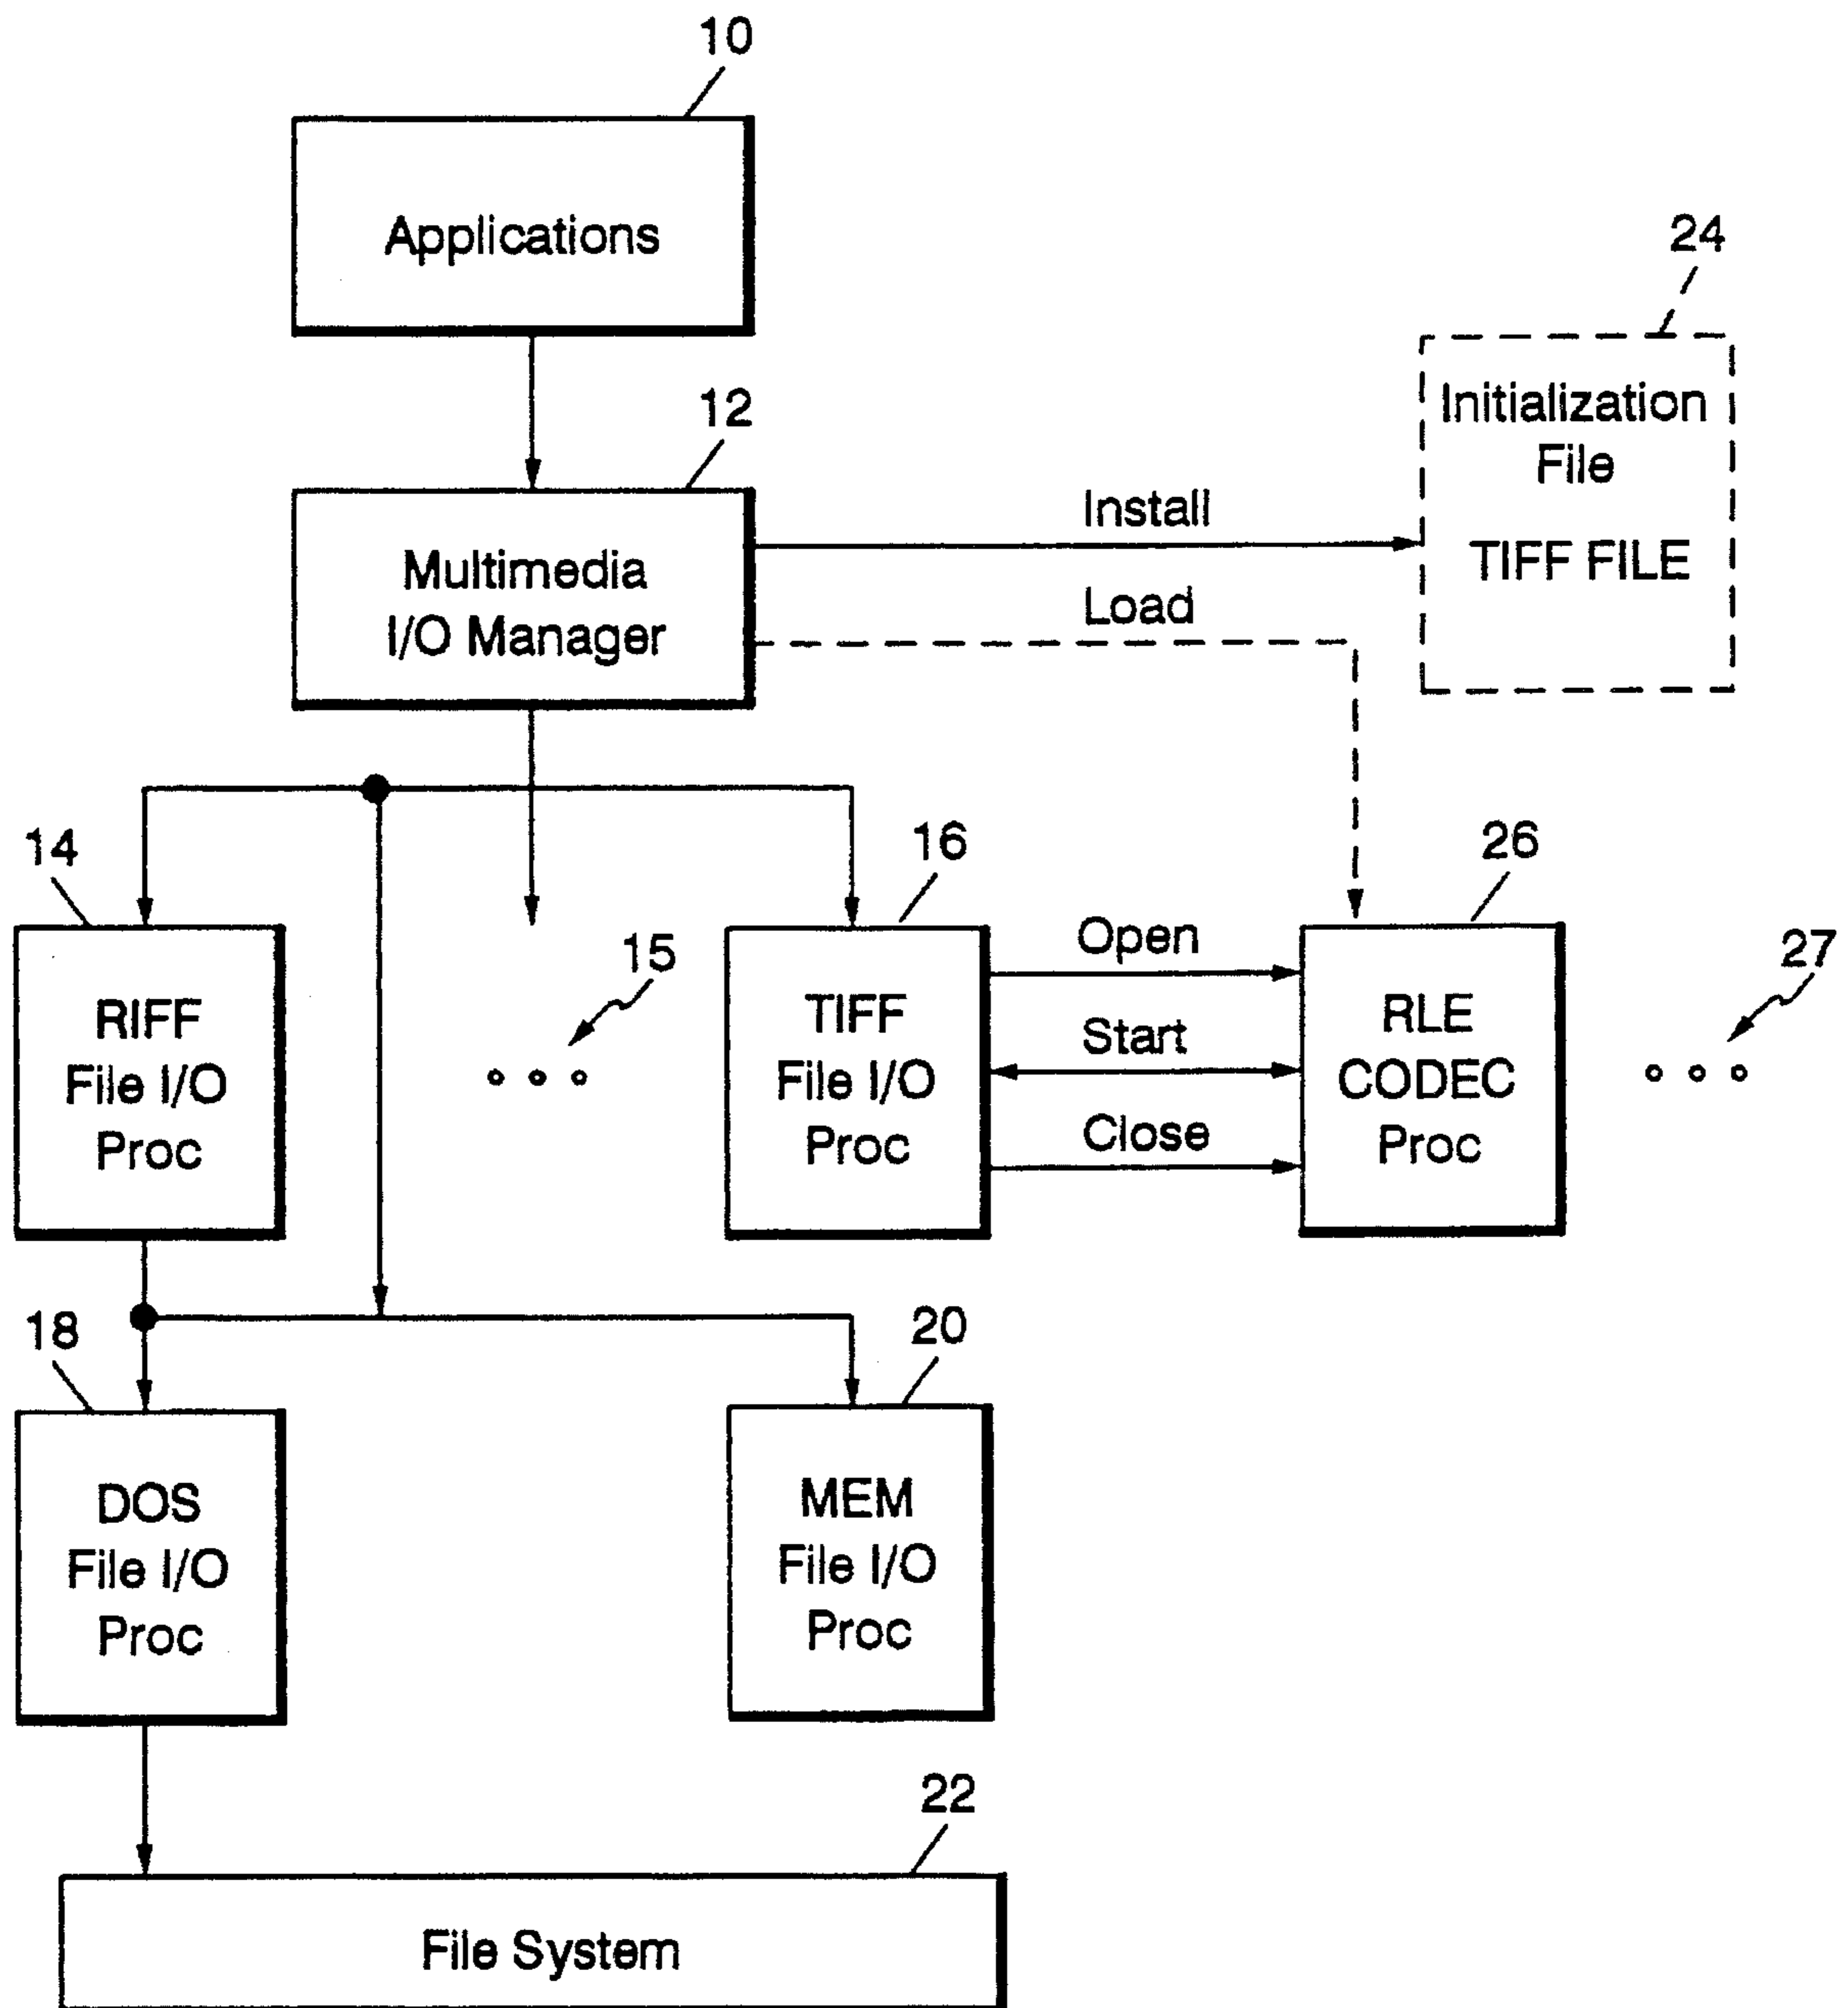 10
Applications
24
Initialization
File
TIFF FILE
12
Multimedia
I/O Manager
Install
Load
14
RIFF
File I/O
Proc
15
16
TIFF
File I/O
Proc
Open
Start
Close
26
RLE
CODEC
Proc
27
18
DOS
File I/O
Proc
20
MEM
File I/O
Proc
22
File System